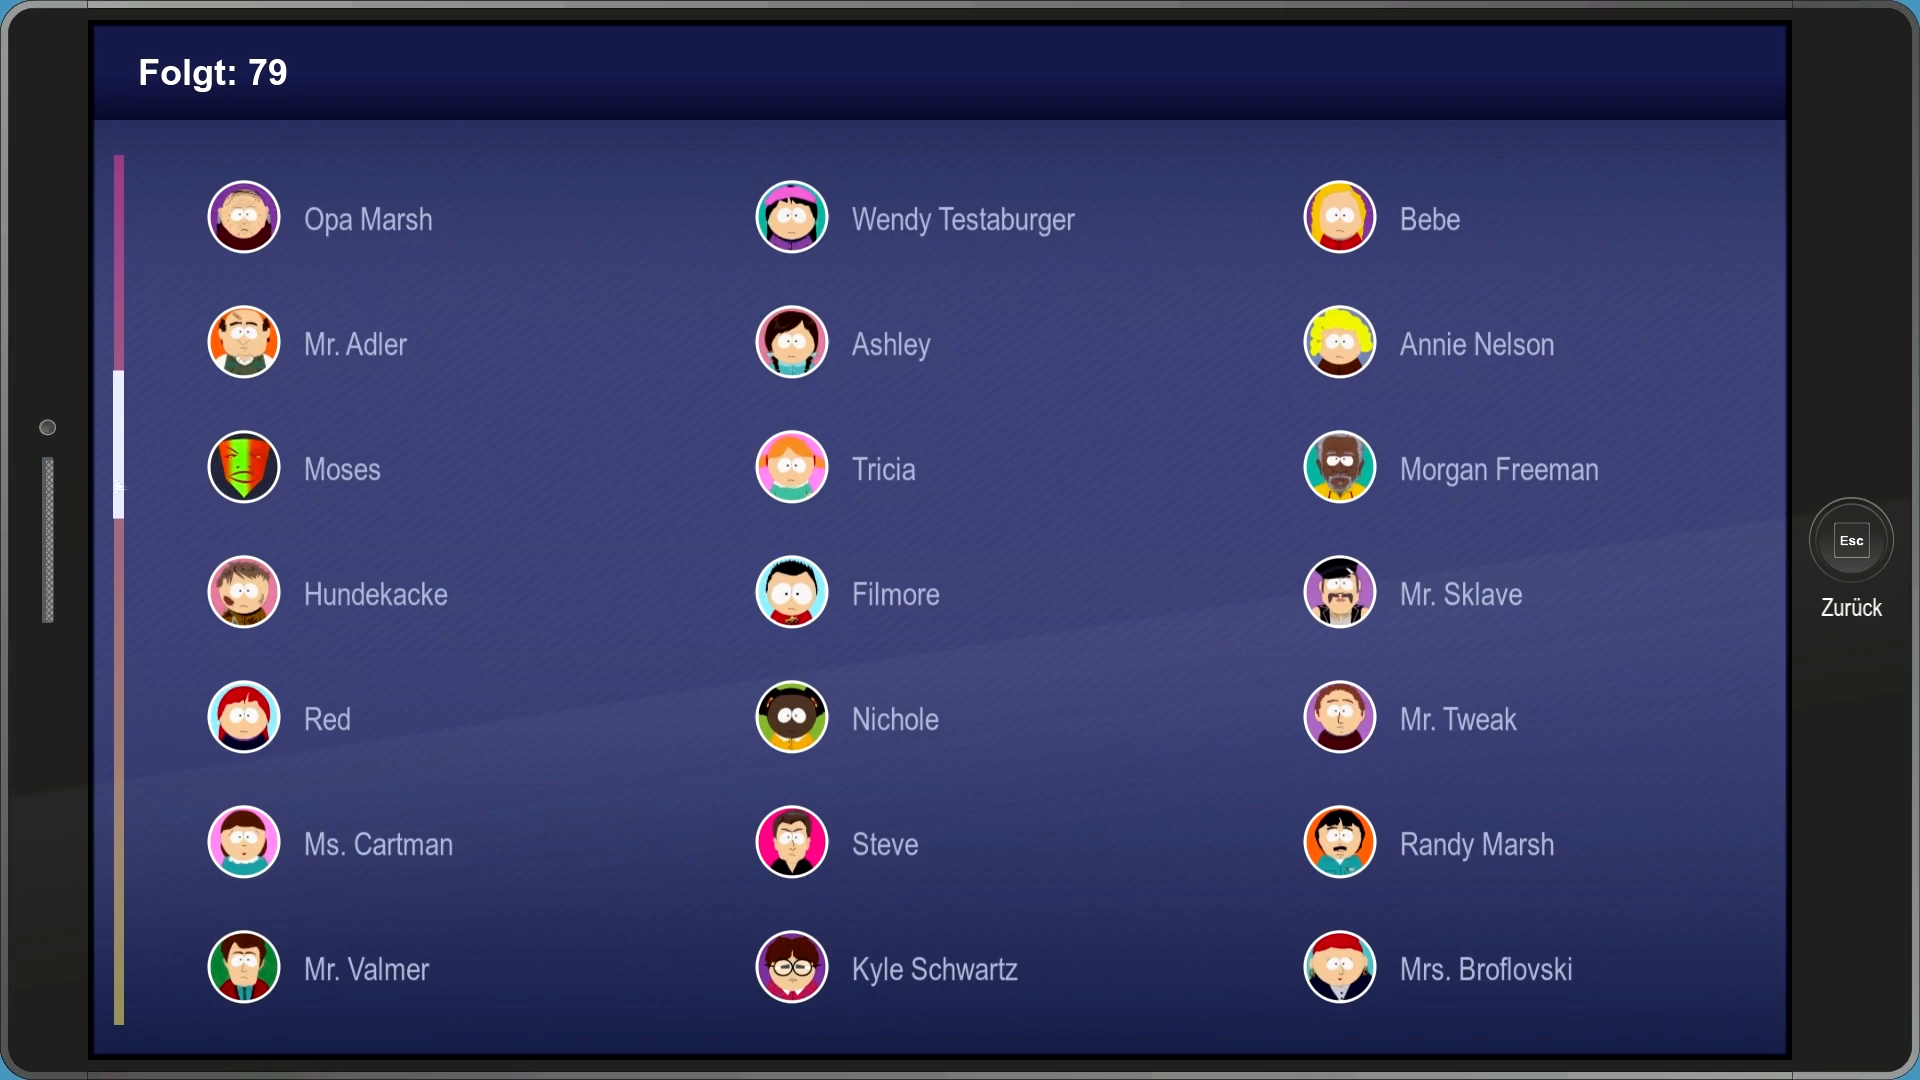 Folgt: 79
Opa Marsh
Wendy Testaburger
Bebe
Mr. Adler
Ashley
Annie Nelson
Moses
Tricia
Morgan Freeman
Hundekacke
Filmore
Mr. Sklave
Red
Nichole
Mr. Tweak
Ms. Cartman
Steve
Randy Marsh
Mr. Valmer
Kyle Schwartz
Mrs. Broflovski
Esc
Zurück